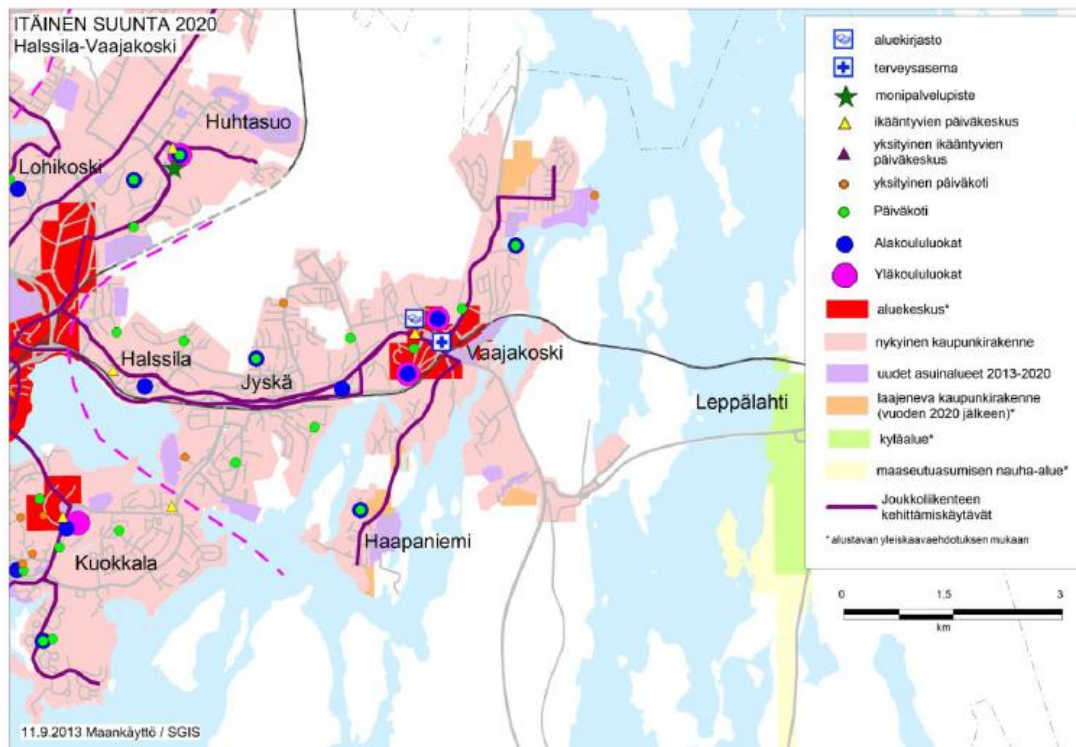 ITÄINEN SUUNTA 2020
Halssila-Vaajakoski
Huhtasuo
Lohikoski
Halssila
Jyskä
Vaajakoski
Leppälahti
Haapaniemi
Kuokkala
11.9.2013 Maankäyttö / SGIS
aluekirjasto
terveysasema
monipalvelupiste
ikääntyvien päiväkeskus
yksityinen ikääntyvien
päiväkeskus
yksityinen päiväkoti
Päiväkoti
Alakoululuokat
Yläkoululuokat
aluekeskus*
nykyinen kaupunkirakenne
uudet asuinalueet 2013-2020
laajeneva kaupunkirakenne
(vuoden 2020 jälkeen)*
kyläalue*
maaseutuasumisen nauha-alue*
Joukkoliikenteen
kehittämiskäytävät
* alustavan yleiskaavaehdotuksen mukaan
0 1,5 3
km